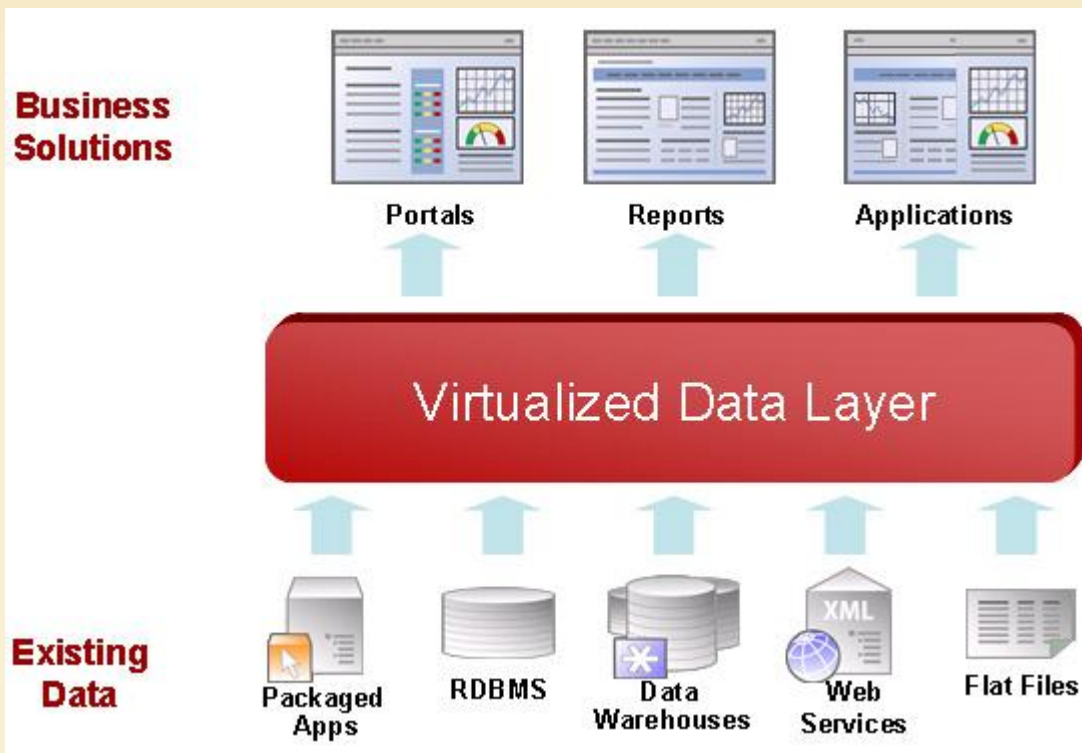 Business
Solutions
Portals
Reports
Applications
Virtualized Data Layer
XML
Existing
Data
Packaged
Apps
RDBMS
Data
Warehouses
Web
Services
Flat Files